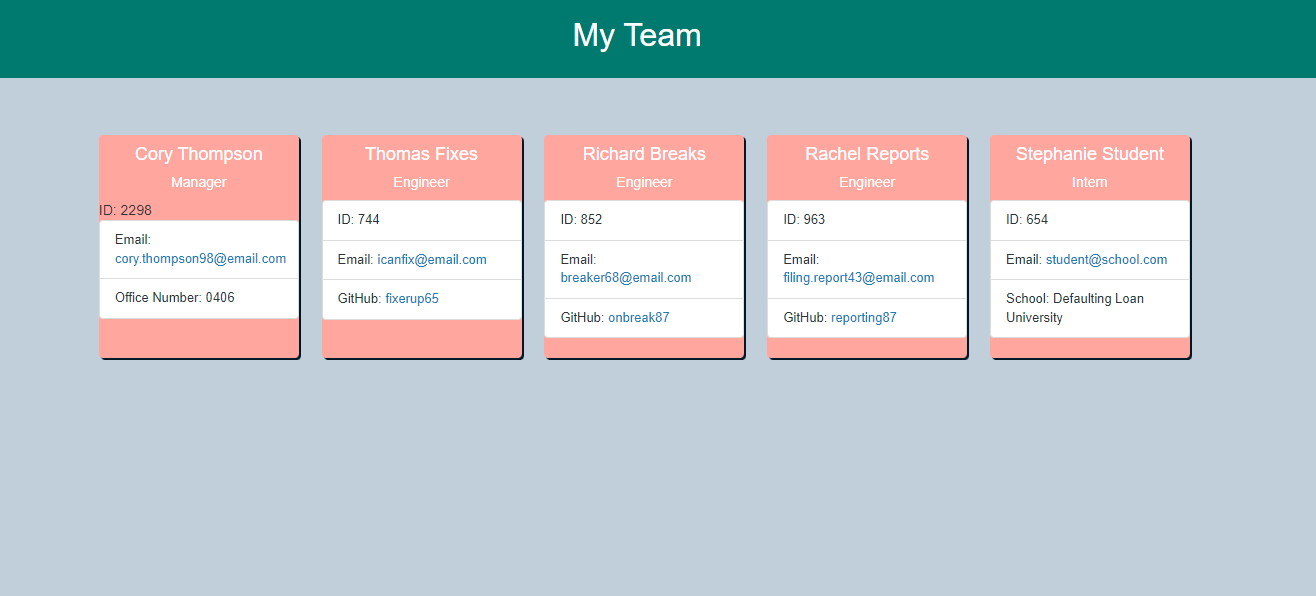 My Team
Cory Thompson
Manager
ID: 2298
Email:
cory.thompson98@email.com
Office Number: 0406
Thomas Fixes
Engineer
ID: 744
Email: icanfix@email.com
GitHub: fixerup65
Richard Breaks
Engineer
ID: 852
Email:
breaker68@email.com
GitHub: onbreak87
Rachel Reports
Engineer
ID: 963
Email:
filing.report43@email.com
GitHub: reporting87
Stephanie Student
Intern
ID: 654
Email: student@school.com
School: Defaulting Loan
University